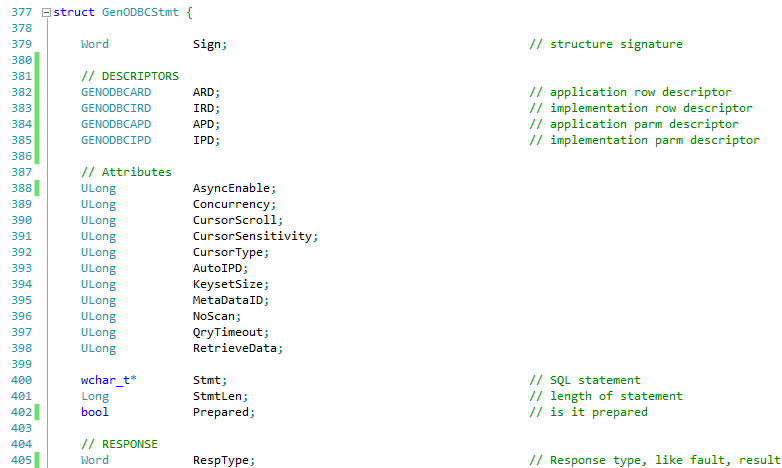 377 struct GenODBCStmt {
378
379 Word Sign; // structure signature
380
381 // DESCRIPTORS
382 GENODBCARD ARD; // application row descriptor
383 GENODBCIRD IRD; // implementation row descriptor
384 GENODBCAPD APD; // application parm descriptor
385 GENODBCIPD IPD; // implementation parm descriptor
386
387 // Attributes
388 ULong AsyncEnable;
389 ULong Concurrency;
390 ULong CursorScroll;
391 ULong CursorSensitivity;
392 ULong CursorType;
393 ULong AutoIPD;
394 ULong KeysetSize;
395 ULong MetaDataID;
396 ULong NoScan;
397 ULong QryTimeout;
398 ULong RetrieveData;
399
400 wchar_t* Stmt; // SQL statement
401 Long StmtLen; // length of statement
402 bool Prepared; // is it prepared
403
404 // RESPONSE
405 Word RespType; // Response type, like fault, result